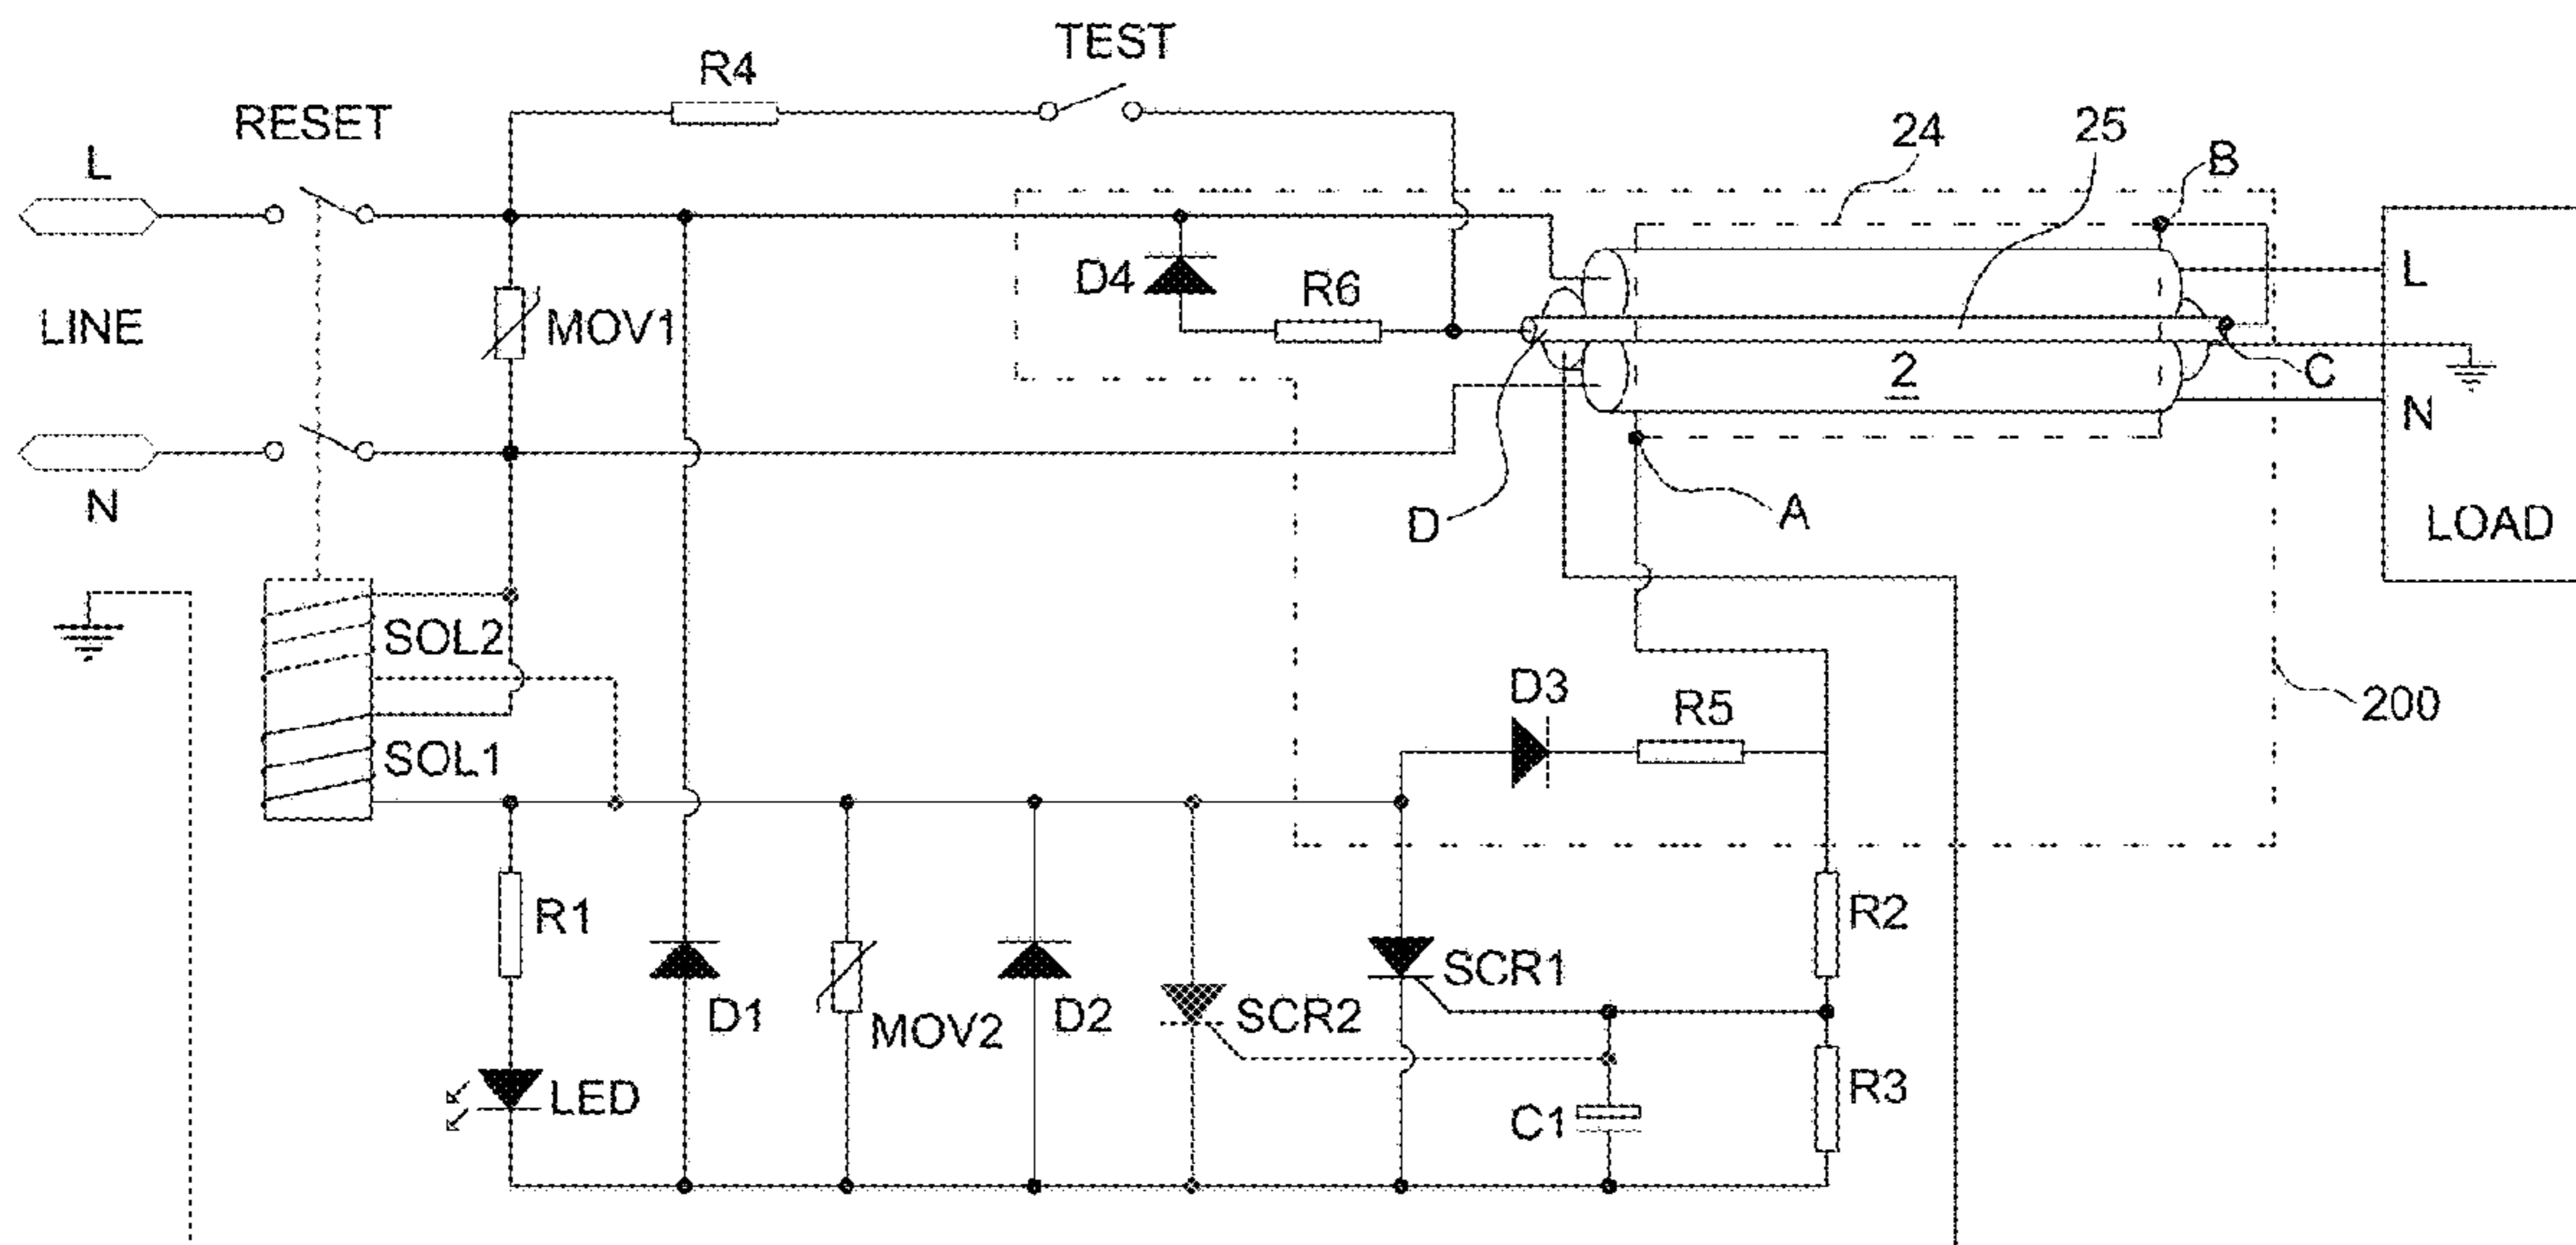 TEST
R4
RESET
24
25
L
B
D4
R6
L
LINE
MOV1
2
C
N
N
D
A
LOAD
SOL2
D3
R5
200
SOL1
R1
R2
SCR1
D1
MOV2
D2
SCR2
LED
C1
R3